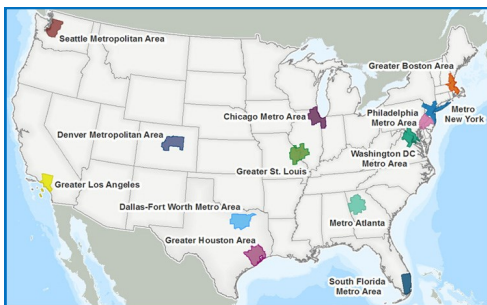 Seattle Metropolitan Area
Greater Boston Area
Chicago Metro Area
Philadelphia
Metro Area
Metro
New York
Denver Metropolitan Area
Washington DC
Metro Area
Greater St. Louis
Greater Los Angeles
Dallas-Fort Worth Metro Area
Metro Atlanta
Greater Houston Area
South Florida
Metro Area